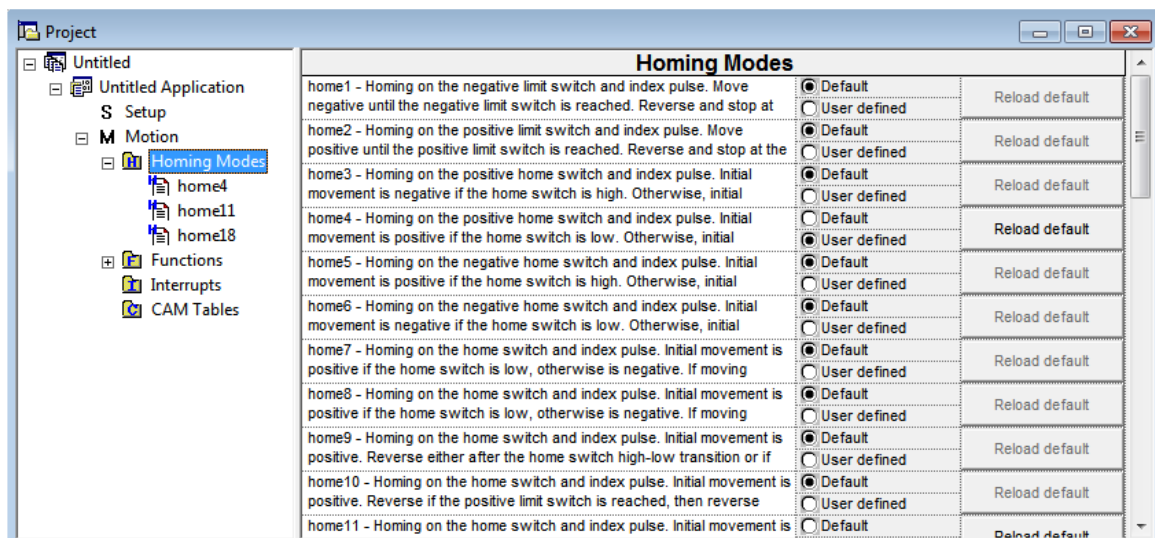 Project
Untitled
Untitled Application
S Setup
M Motion
Homing Modes
home4
home11
home18
Functions
Interrupts
CAM Tables
Homing Modes
home1 - Homing on the negative limit switch and index pulse. Move
negative until the negative limit switch is reached. Reverse and stop at
Default
User defined
Reload default
home2 - Homing on the positive limit switch and index pulse. Move
positive until the positive limit switch is reached. Reverse and stop at the
Default
User defined
Reload default
home3 - Homing on the positive home switch and index pulse. Initial
movement is negative if the home switch is high. Otherwise, initial
Default
User defined
Reload default
home4 - Homing on the positive home switch and index pulse. Initial
movement is positive if the home switch is low. Otherwise, initial
Default
User defined
Reload default
home5 - Homing on the negative home switch and index pulse. Initial
movement is positive if the home switch is high. Otherwise, initial
Default
User defined
Reload default
home6 - Homing on the negative home switch and index pulse. Initial
movement is negative if the home switch is low. Otherwise, initial
Default
User defined
Reload default
home7 - Homing on the home switch and index pulse. Initial movement is
positive if the home switch is low, otherwise is negative. If moving
Default
User defined
Reload default
home8 - Homing on the home switch and index pulse. Initial movement is
positive if the home switch is low, otherwise is negative. If moving
Default
User defined
Reload default
home9 - Homing on the home switch and index pulse. Initial movement is
positive. Reverse either after the home switch high-low transition or if
Default
User defined
Reload default
home10 - Homing on the home switch and index pulse. Initial movement is
positive. Reverse if the positive limit switch is reached, then reverse
Default
User defined
Reload default
home11 - Homing on the home switch and index pulse. Initial movement is
Default
Reload default